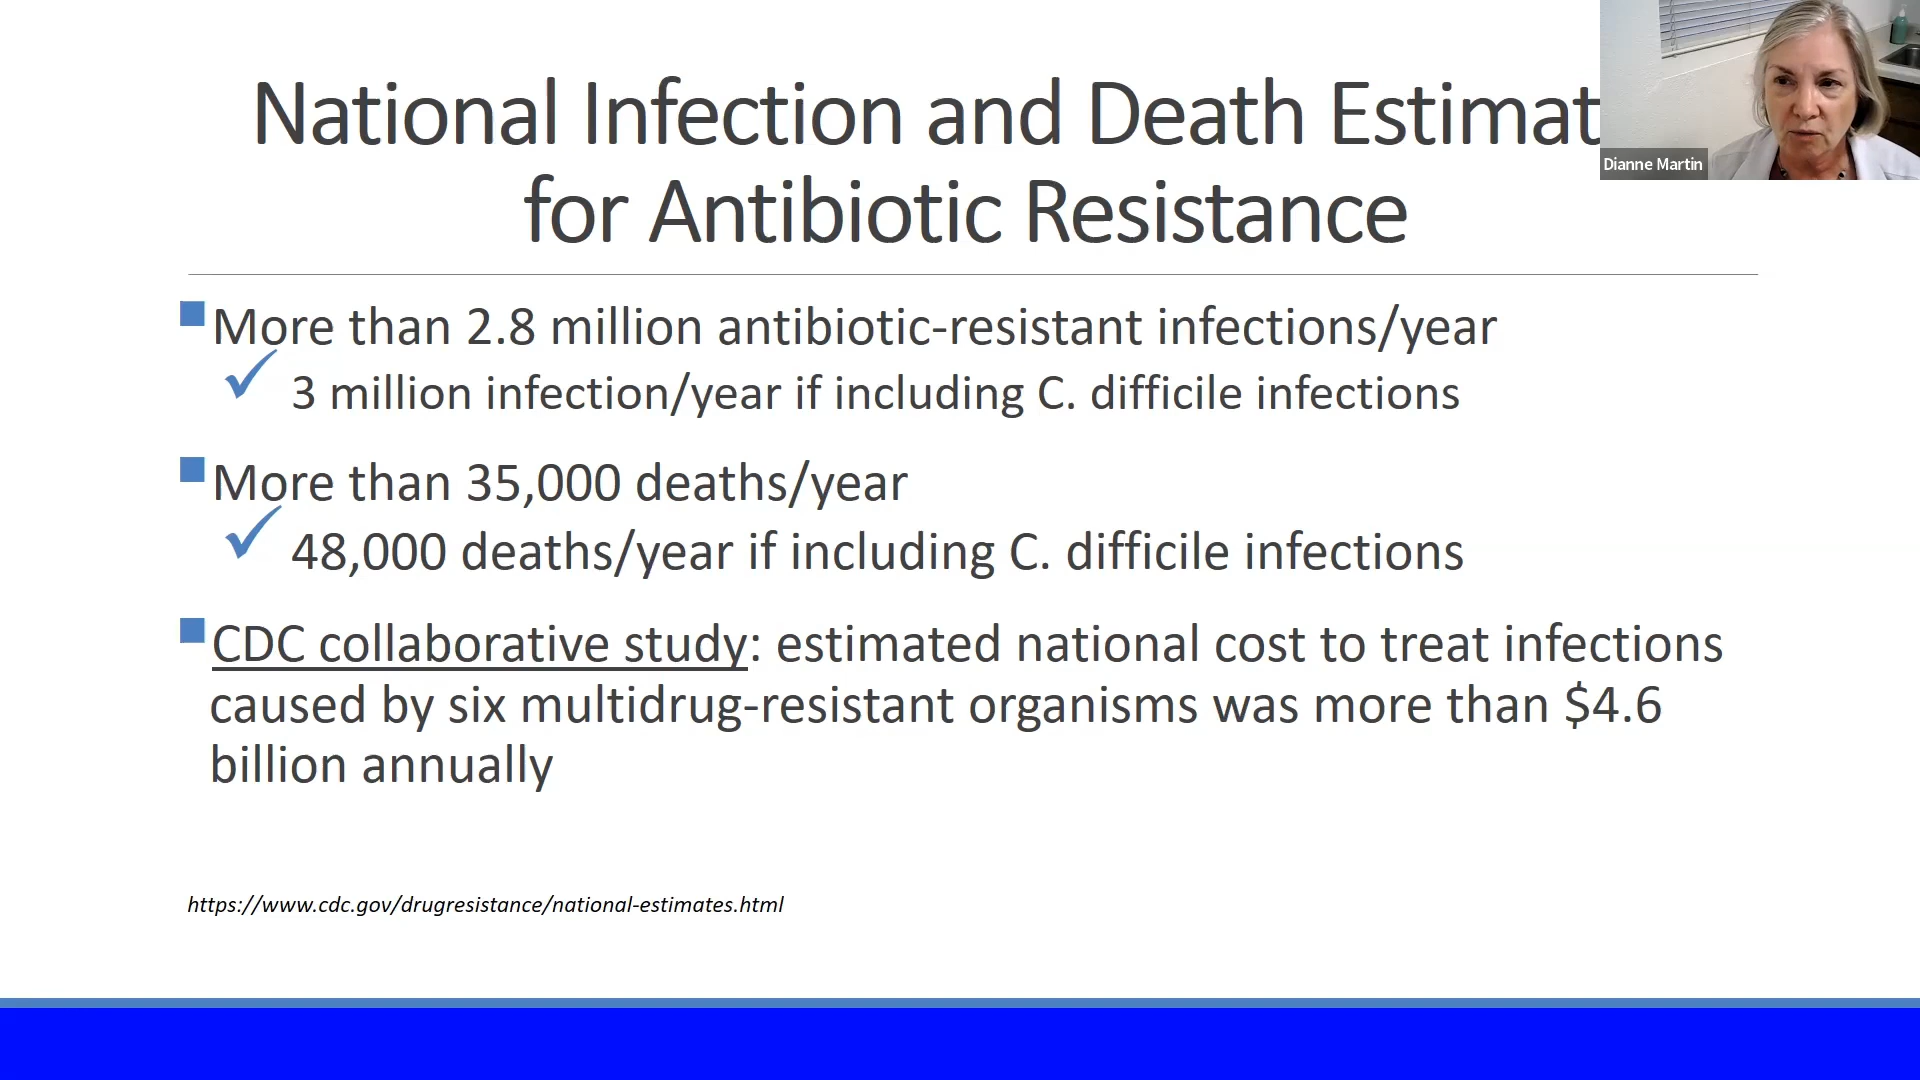 National Infection and Death Estimat
for Antibiotic Resistance
Dianne Martin
More than 2.8 million antibiotic-resistant infections/year
3 million infection/year if including C. difficile infections
More than 35,000 deaths/year
48,000 deaths/year if including C. difficile infections
CDC collaborative study: estimated national cost to treat infections
caused by six multidrug-resistant organisms was more than $4.6
billion annually
https://www.cdc.gov/drugresistance/national-estimates.html